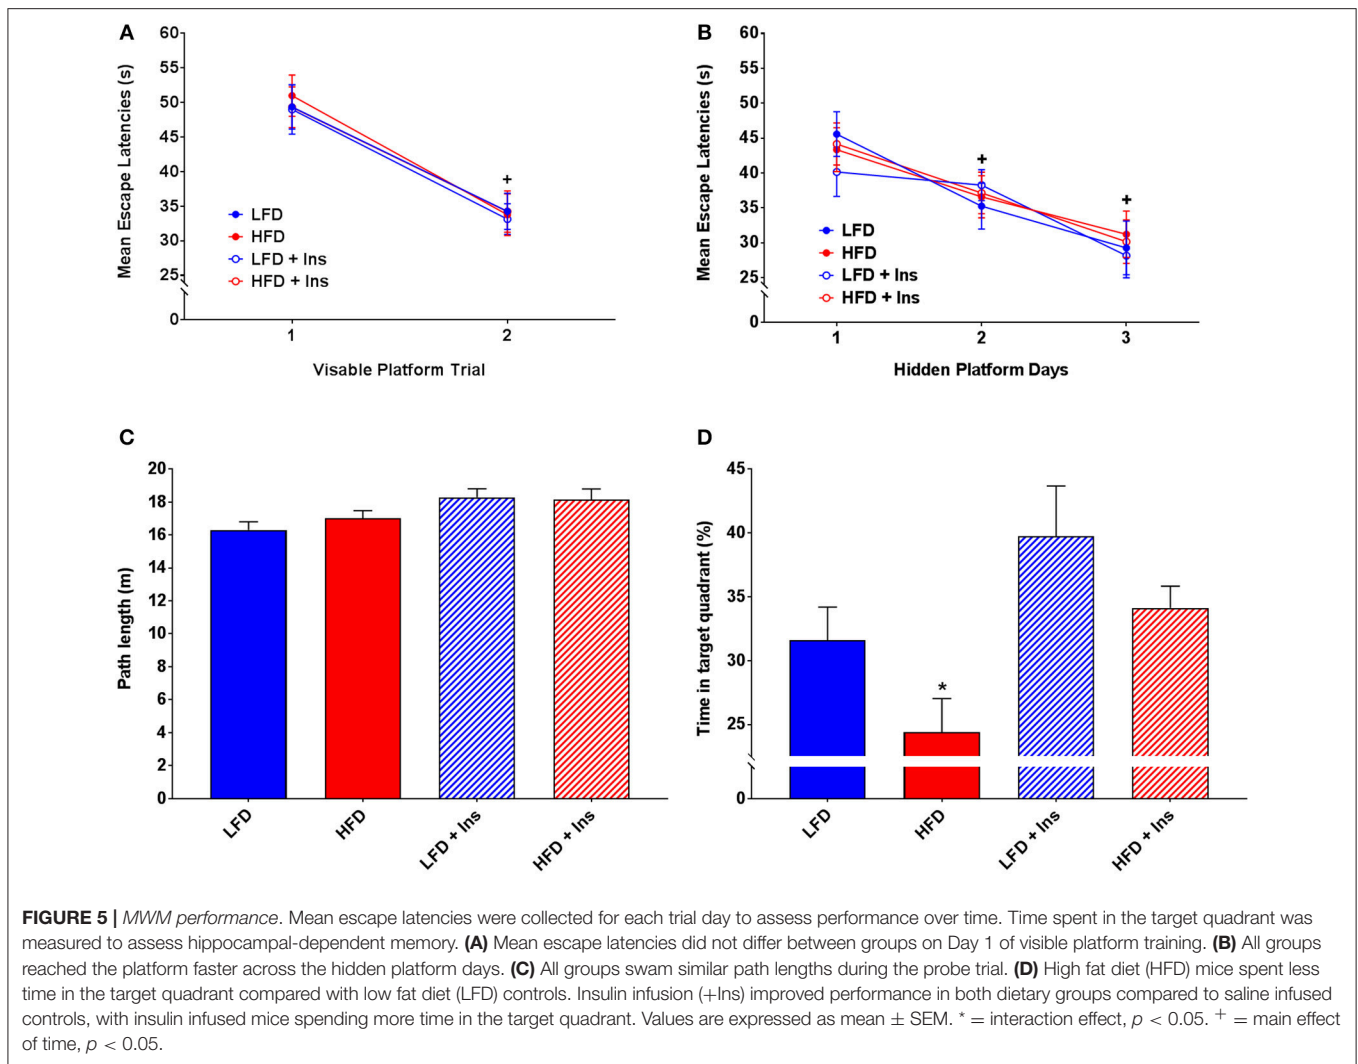 A
60
55
50
45
40
35
30
25
0
Mean Escape Latencies (s)
+
LFD
HFD
LFD + Ins
HFD + Ins
1 2
Visable Platform Trial
B
60
55
50
45
40
35
30
25
0
Mean Escape Latencies (s)
+
+
LFD
HFD
LFD + Ins
HFD + Ins
1 2 3
Hidden Platform Days
C
20
18
16
14
12
10
8
6
4
2
0
Path length (m)
LFD HFD LFD + Ins HFD + Ins
D
45
40
35
30
25
0
Time in target quadrant (%)
*
LFD HFD LFD + Ins HFD + Ins
FIGURE 5 | MWM performance. Mean escape latencies were collected for each trial day to assess performance over time. Time spent in the target quadrant was
measured to assess hippocampal-dependent memory. (A) Mean escape latencies did not differ between groups on Day 1 of visible platform training. (B) All groups
reached the platform faster across the hidden platform days. (C) All groups swam similar path lengths during the probe trial. (D) High fat diet (HFD) mice spent less
time in the target quadrant compared with low fat diet (LFD) controls. Insulin infusion (+Ins) improved performance in both dietary groups compared to saline infused
controls, with insulin infused mice spending more time in the target quadrant. Values are expressed as mean ± SEM. * = interaction effect, p < 0.05. + = main effect
of time, p < 0.05.